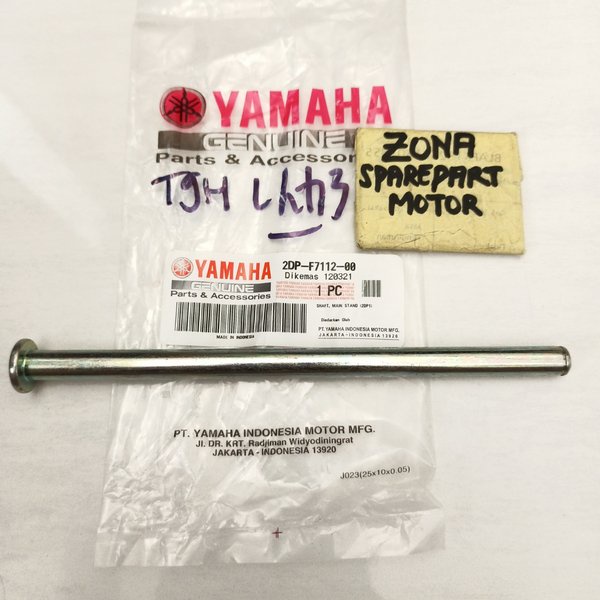 YAMAHA
GENUINE
Parts & Accessories
ZONA
SPAREPART
MOTOR
YAMAHA
GENUINE
Parts & Accessories
MADE IN INDONESIA
2DP-F7112-00
Dikemas 120321
1 PC
SHAFT, MAIN STAND (2DP1)
Diedarkan Oleh
PT. YAMAHA INDONESIA MOTOR MFG.
JAKARTA - INDONESIA 13920
PT. YAMAHA INDONESIA MOTOR MFG.
Jl. DR. KRT. Radjiman Widyodiningrat
JAKARTA - INDONESIA 13920
J023(25x10x0.05)